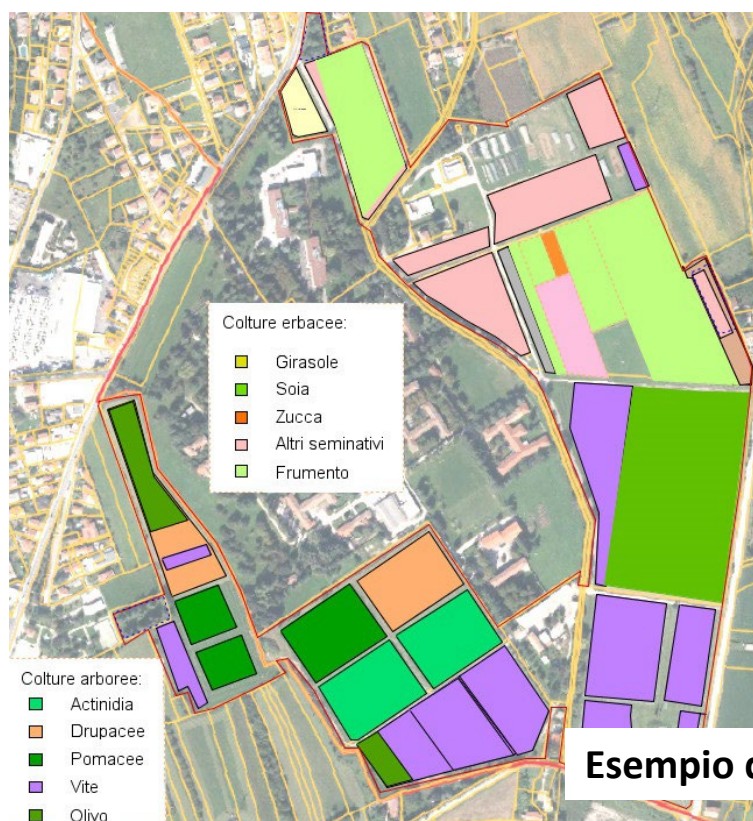 Colture erbacee:
Girasole
Soia
Zucca
Altri seminativi
Frumento
Colture arboree:
Actinidia
Drupacee
Pomacee
Vite
Olivo
Esempio